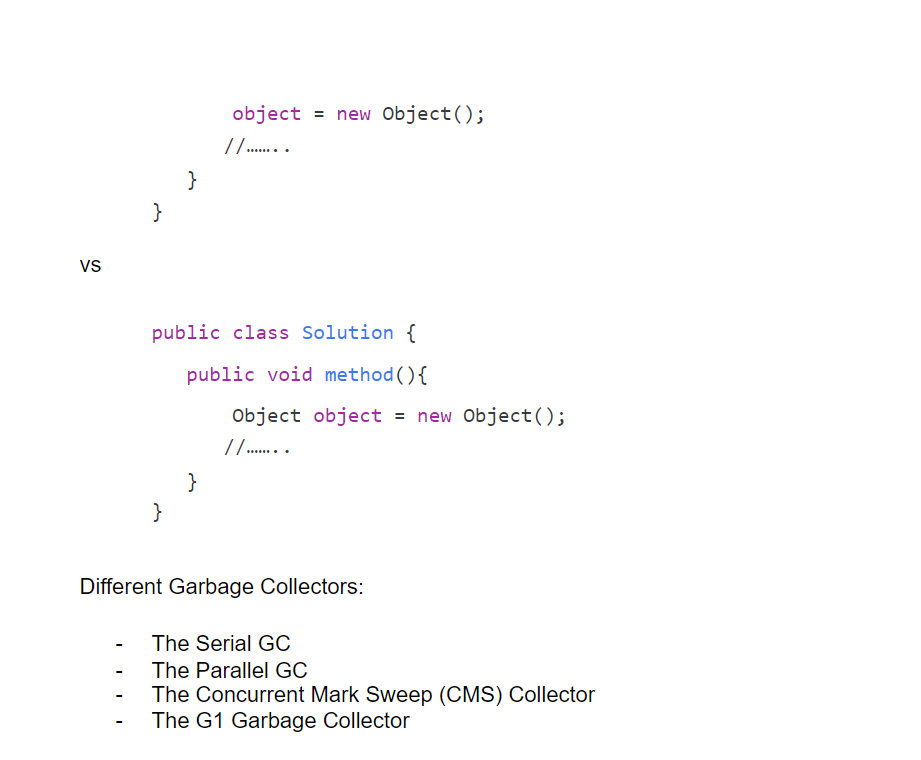 object = new Object();
//……..
}
}
vs
public class Solution {
public void method(){
Object object = new Object();
//……..
}
}
Different Garbage Collectors:
- The Serial GC
- The Parallel GC
- The Concurrent Mark Sweep (CMS) Collector
- The G1 Garbage Collector